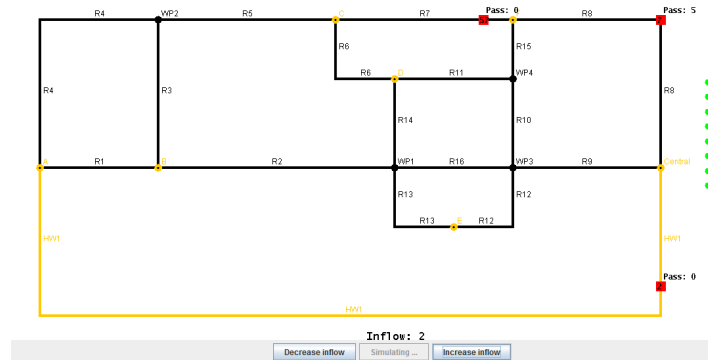 R4 WP2 R5 C R7 Pass: 0 R8 Pass: 5
R6 R15
R6 D R11 WP4
R4 R3 R8
R14 R10
A R1 B R2 WP1 R16 WP3 R9 Central
R13 R12
R13 E R12
HW1 HW1
Pass: 0
2
HW1
Inflow: 2
Decrease inflow Simulating ... Increase inflow